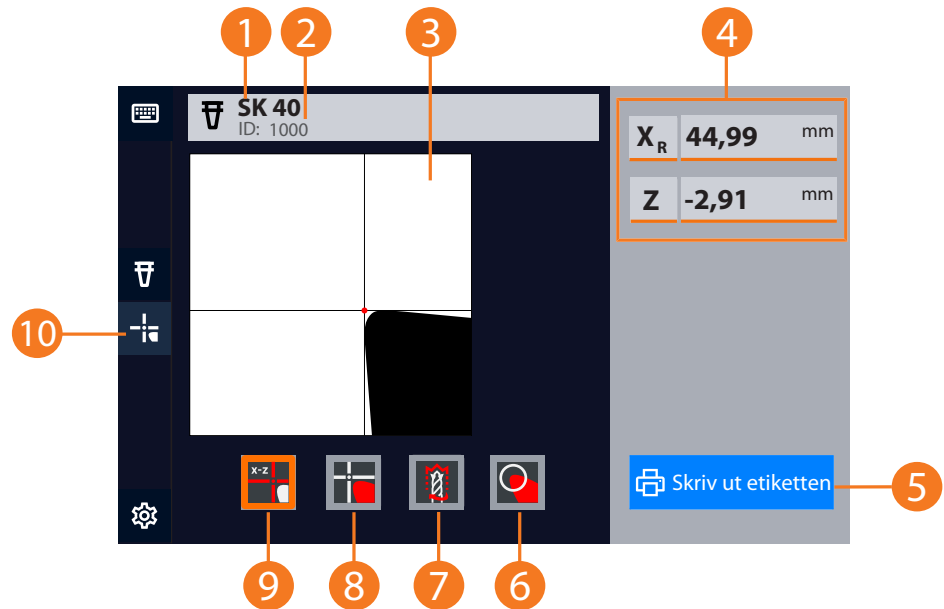 1 2 3 4
SK 40
ID: 1000
X R 44,99 mm
Z -2,91 mm
10
x-z
Skriv ut etiketten 5
9 8 7 6